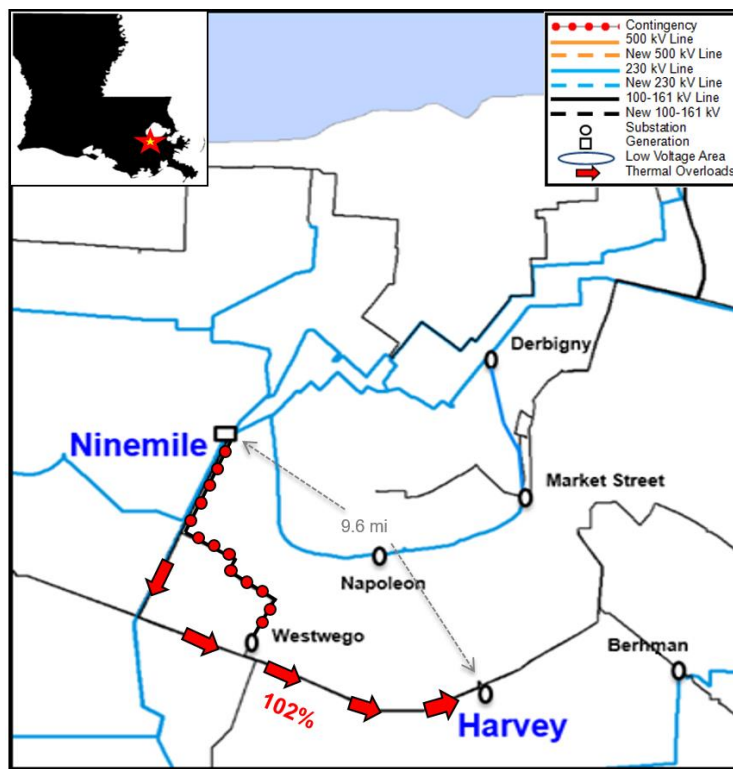 Contingency
500 kV Line
New 500 kV Line
230 kV Line
New 230 kV Line
100-161 kV Line
New 100-161 kV
Substation
Generation
Low Voltage Area
Thermal Overloads
Derbigny
Ninemile
Market Street
9.6 mi
Napoleon
Westwego
Berhman
102%
Harvey